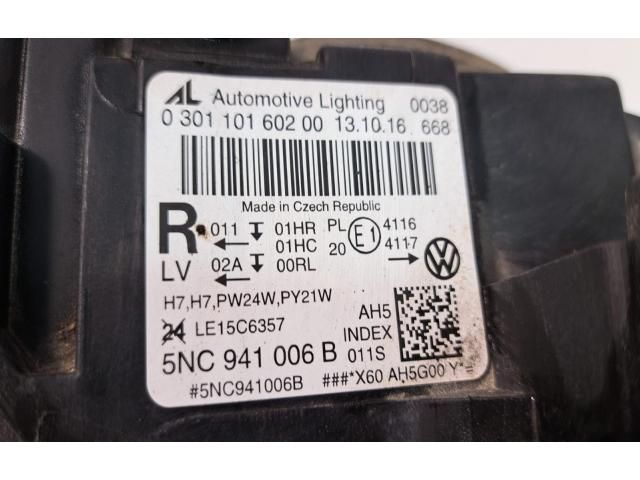 AL Automotive Lighting 0038
0 301 101 602 00 13.10.16 668
Made in Czech Republic
R 011 01HR PL E1 4116
01HC 20 4117
LV 02A 00RL
H7,H7,PW24W,PY21W AH5
24 LE15C6357 INDEX
5NC 941 006 B 011S
#5NC941006B ###*X60 AH5G00 Y*=